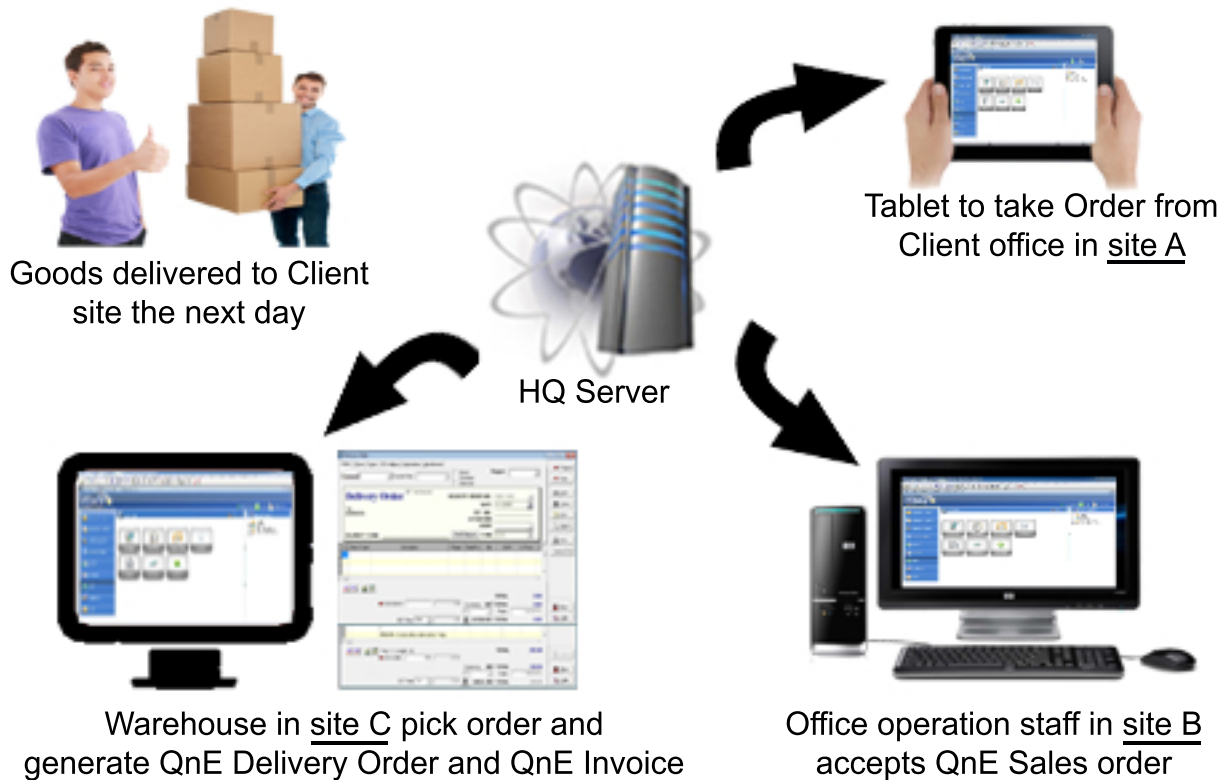 Tablet to take Order from
Client office in site A
Goods delivered to Client
site the next day
HQ Server
Delivery Order
Warehouse in site C pick order and
generate QnE Delivery Order and QnE Invoice
Office operation staff in site B
accepts QnE Sales order